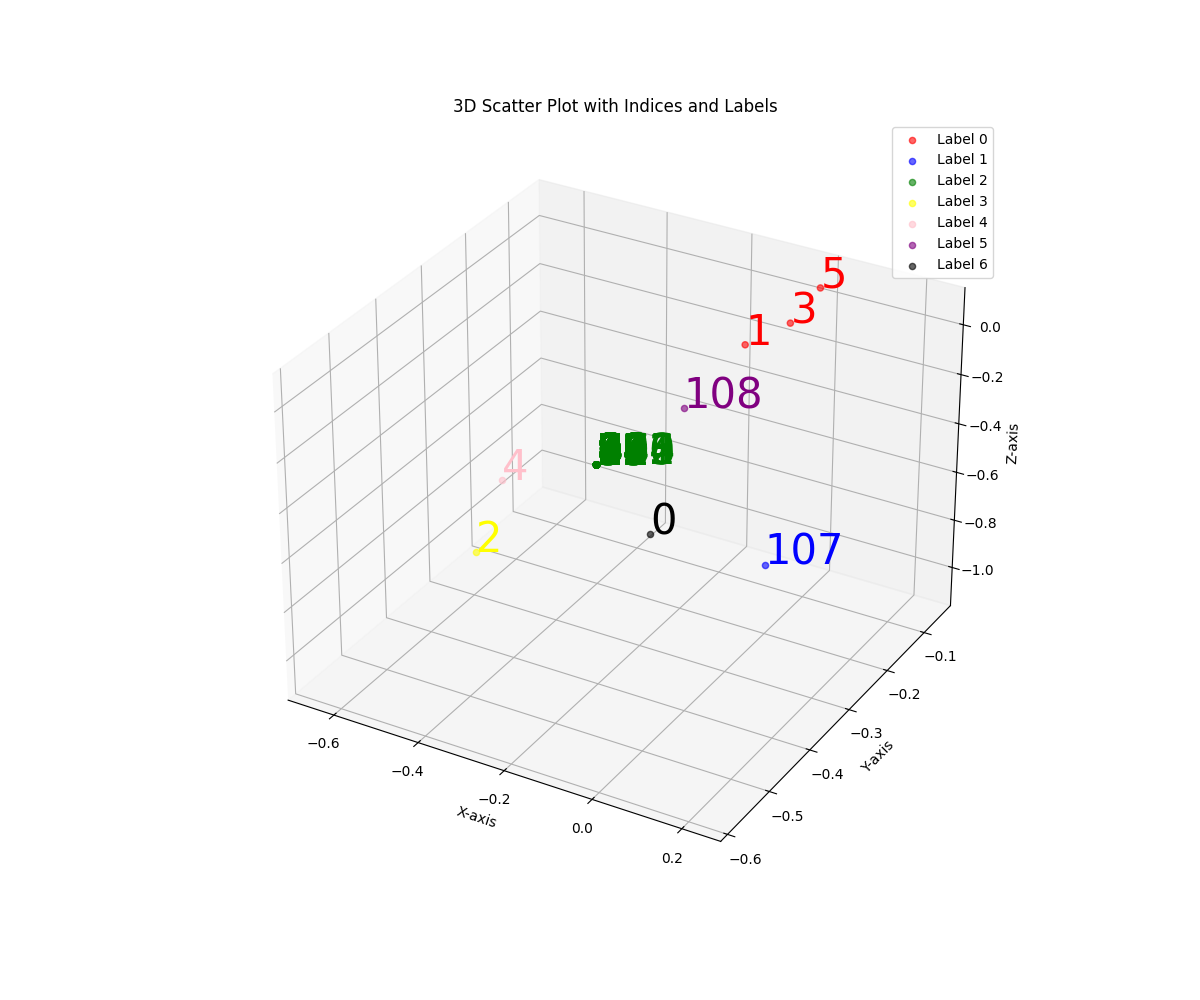 3D Scatter Plot with Indices and Labels
Label 0
Label 1
Label 2
Label 3
Label 4
Label 5
Label 6
5
3
1
108
4
0
2
107
0.0
−0.2
−0.4
−0.6
−0.8
−1.0
Z-axis
−0.1
−0.2
−0.3
−0.4
−0.5
−0.6
Y-axis
−0.6
−0.4
−0.2
0.0
0.2
X-axis